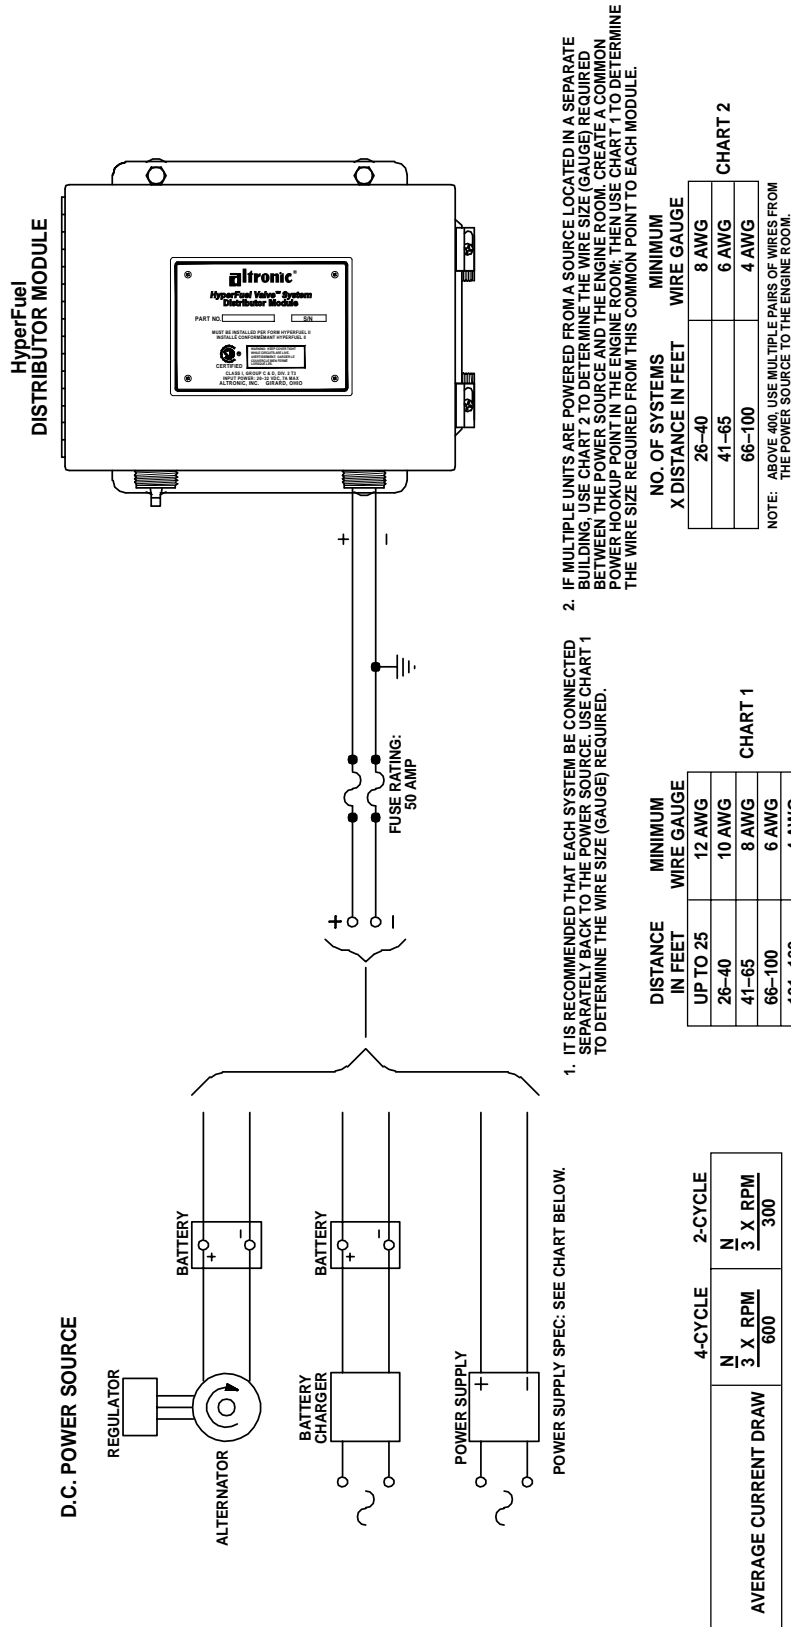 HyperFuel
DISTRIBUTOR MODULE
altronic®
HyperFuel Valve™ System
Distributor Module
PART NO.
S/N
MUST BE INSTALLED PER FORM HYPERFUEL II
INSTALLÉ CONFORMÉMANT HYPERFUEL II
CERTIFIED
CLASS I, GROUP C & D, DIV. 2 T3
INPUT POWER: 20–32 VDC, 7A MAX
ALTRONIC, INC. GIRARD, OHIO
+
–
FUSE RATING:
50 AMP
+
–
D.C. POWER SOURCE
REGULATOR
ALTERNATOR
BATTERY
+
–
BATTERY
CHARGER
BATTERY
+
–
POWER SUPPLY
+
–
POWER SUPPLY SPEC: SEE CHART BELOW.
1. IT IS RECOMMENDED THAT EACH SYSTEM BE CONNECTED
SEPARATELY BACK TO THE POWER SOURCE. USE CHART 1
TO DETERMINE THE WIRE SIZE (GAUGE) REQUIRED.
2. IF MULTIPLE UNITS ARE POWERED FROM A SOURCE LOCATED IN A SEPARATE
BUILDING, USE CHART 2 TO DETERMINE THE WIRE SIZE (GAUGE) REQUIRED
BETWEEN THE POWER SOURCE AND THE ENGINE ROOM. CREATE A COMMON
POWER HOOKUP POINT IN THE ENGINE ROOM; THEN USE CHART 1 TO DETERMINE
THE WIRE SIZE REQUIRED FROM THIS COMMON POINT TO EACH MODULE.
4-CYCLE 2-CYCLE
AVERAGE CURRENT DRAW
N
3 X RPM
600
N
3 X RPM
300
DISTANCE MINIMUM
IN FEET WIRE GAUGE
UP TO 25 12 AWG
26–40 10 AWG
41–65 8 AWG
66–100 6 AWG
CHART 1
NO. OF SYSTEMS MINIMUM
X DISTANCE IN FEET WIRE GAUGE
26–40 8 AWG
41–65 6 AWG
66–100 4 AWG
CHART 2
NOTE: ABOVE 400, USE MULTIPLE PAIRS OF WIRES FROM
THE POWER SOURCE TO THE ENGINE ROOM.